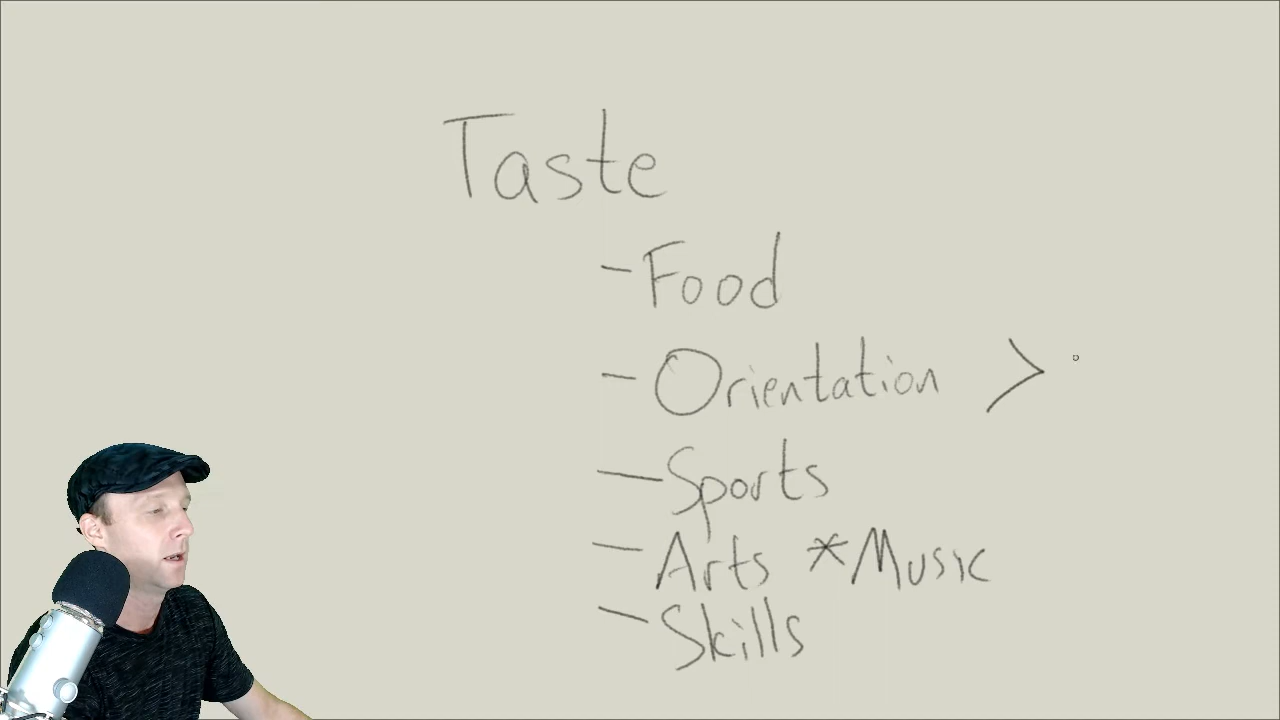 Taste
- Food
- Orientation >
- Sports
- Arts *Music
- Skills